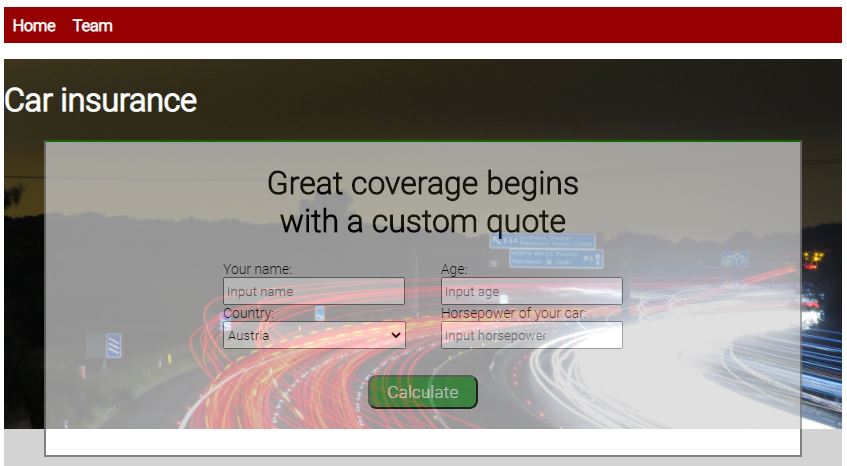 Home Team
Car insurance
Great coverage begins
with a custom quote
Your name: Age:
Input name Input age
Country: Horsepower of your car:
Austria Input horsepower
Calculate